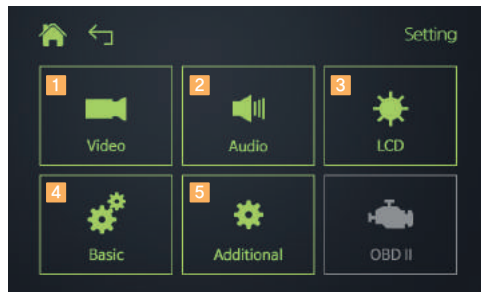 Setting
1
2
3
Video
Audio
LCD
4
5
Basic
Additional
OBD II